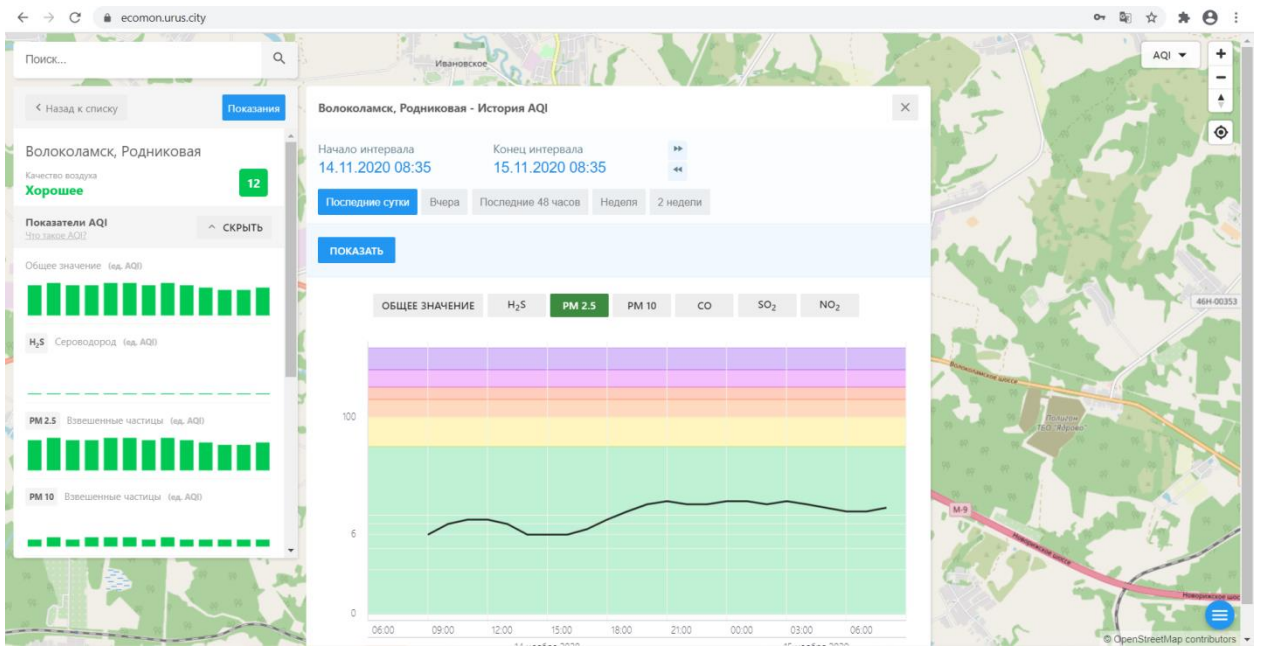 ecomon.urus.city
Поиск...
Ивановское
AQI
Назад к списку
Показания
Волоколамск, Родниковая - История AQI
Волоколамск, Родниковая
Качество воздуха
Хорошее
12
Начало интервала
Конец интервала
14.11.2020 08:35
15.11.2020 08:35
Последние сутки
Вчера
Последние 48 часов
Неделя
2 недели
Показатели AQI
Что такое AQI?
СКРЫТЬ
ПОКАЗАТЬ
Общее значение (ед. AQI)
H₂S Сероводород (ед. AQI)
PM 2.5 Взвешенные частицы (ед. AQI)
PM 10 Взвешенные частицы (ед. AQI)
ОБЩЕЕ ЗНАЧЕНИЕ
H₂S
PM 2.5
PM 10
CO
SO₂
NO₂
100
6
0
06:00
09:00
12:00
15:00
18:00
21:00
00:00
03:00
06:00
46Н-00353
Волоколамское шоссе
Полигон
ТБО "Ядрово"
М-9
Новорижское шоссе
© OpenStreetMap contributors